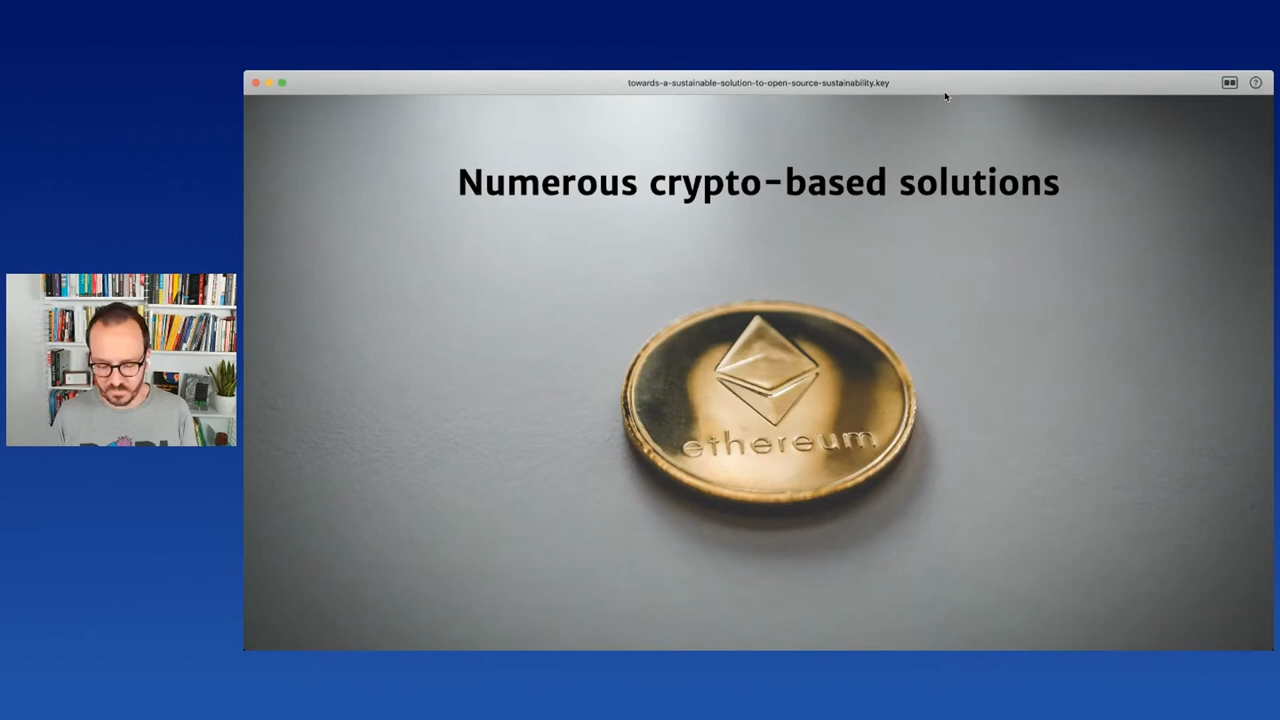 towards-a-sustainable-solution-to-open-source-sustainability.key
Numerous crypto-based solutions
ethereum